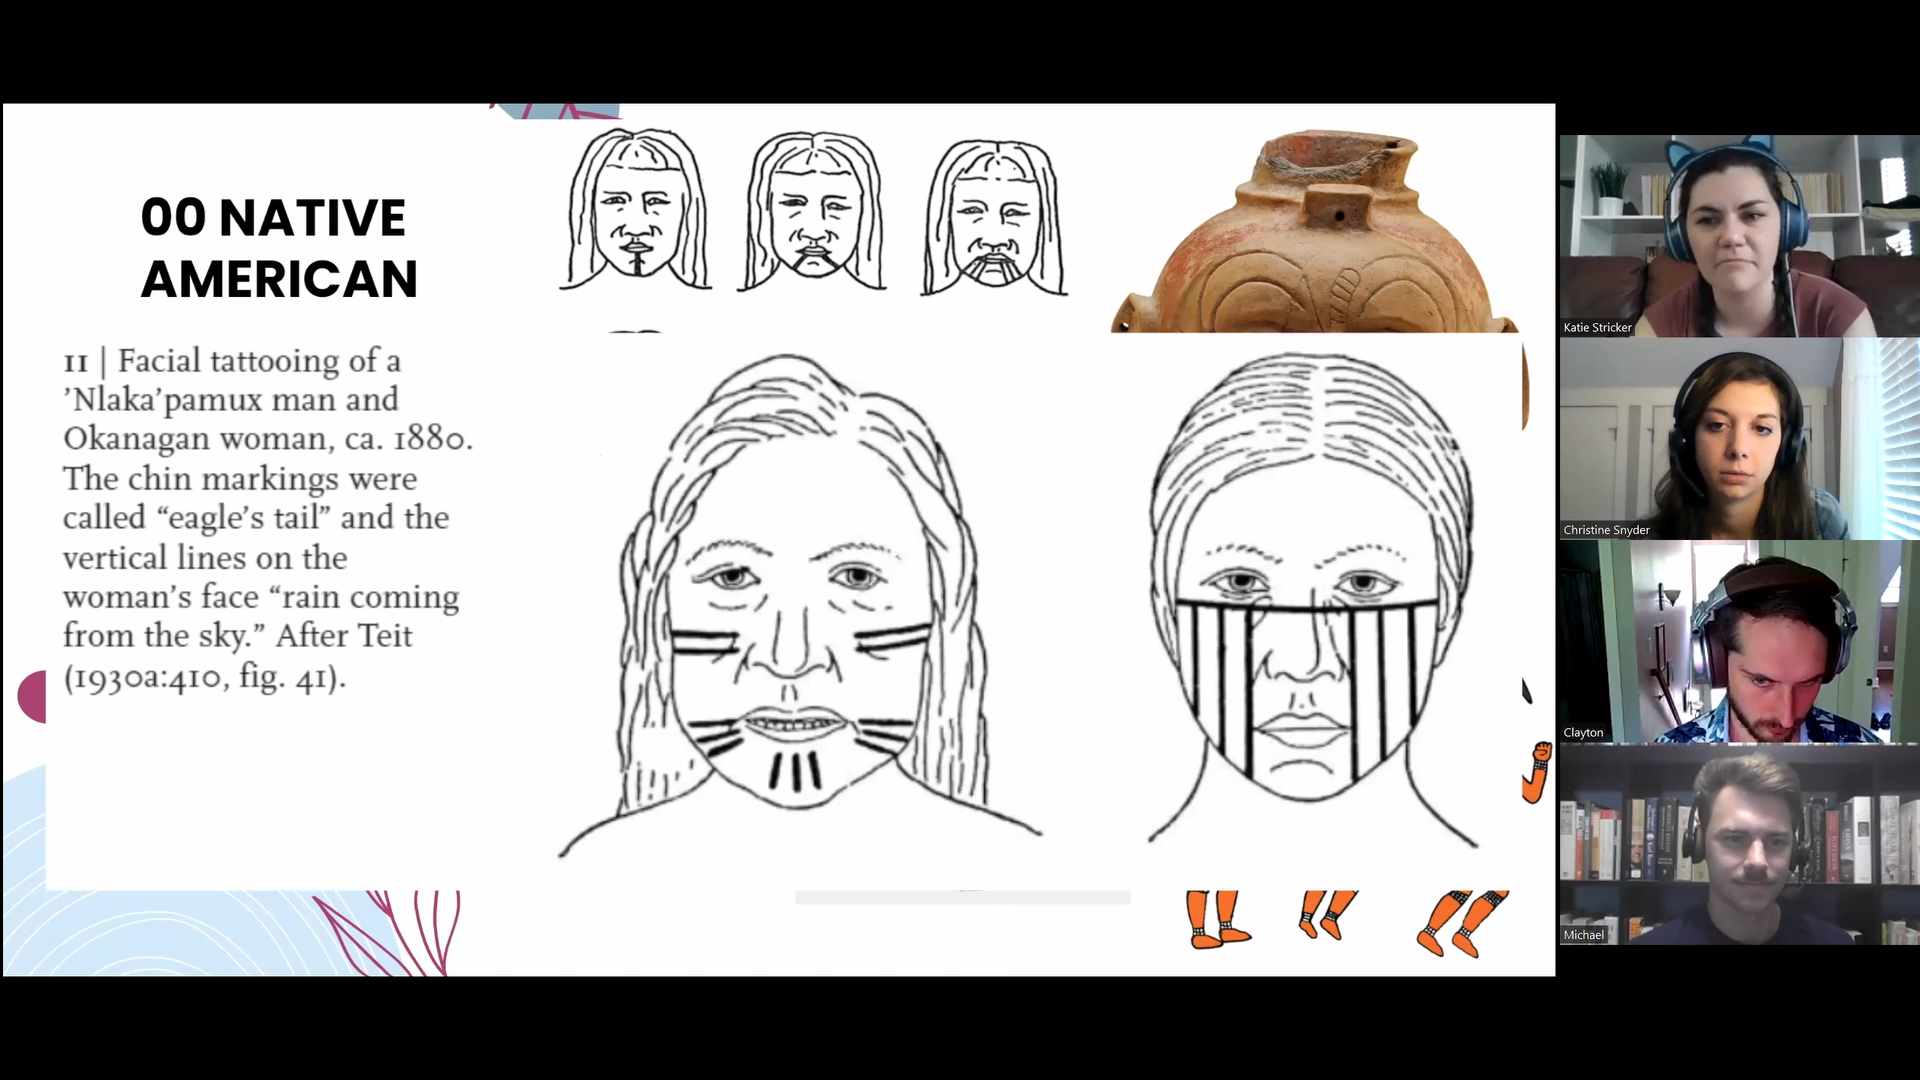 00 NATIVE
AMERICAN
11 | Facial tattooing of a
’Nlaka’pamux man and
Okanagan woman, ca. 1880.
The chin markings were
called “eagle’s tail” and the
vertical lines on the
woman’s face “rain coming
from the sky.” After Teit
(1930a:410, fig. 41).
Katie Stricker
Christine Snyder
Clayton
Michael